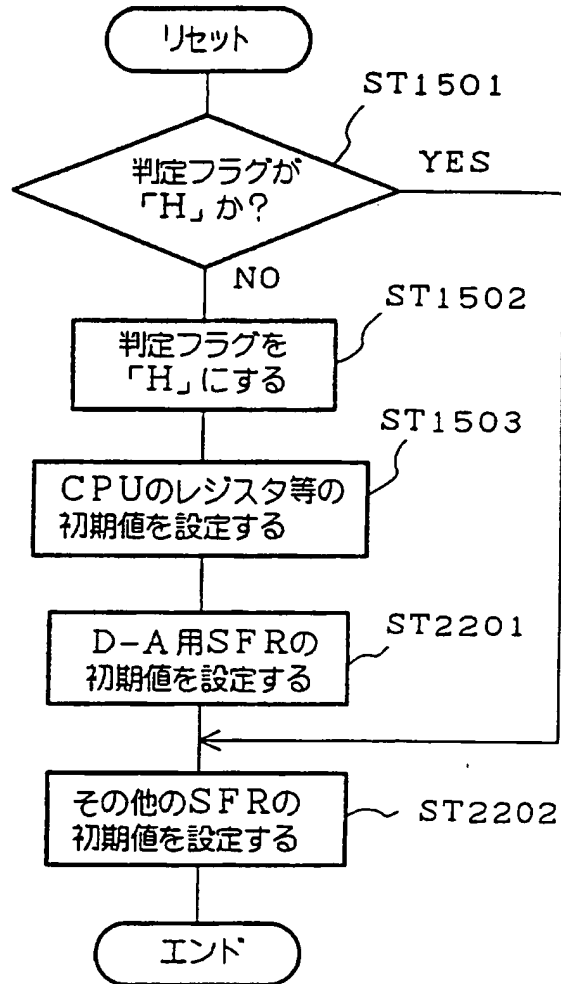 リセット
ST1501
判定フラグが
「H」か?
YES
NO
ST1502
判定フラグを
「H」にする
ST1503
CPUのレジスタ等の
初期値を設定する
ST2201
D-A用SFRの
初期値を設定する
その他のSFRの
初期値を設定する
ST2202
エンド